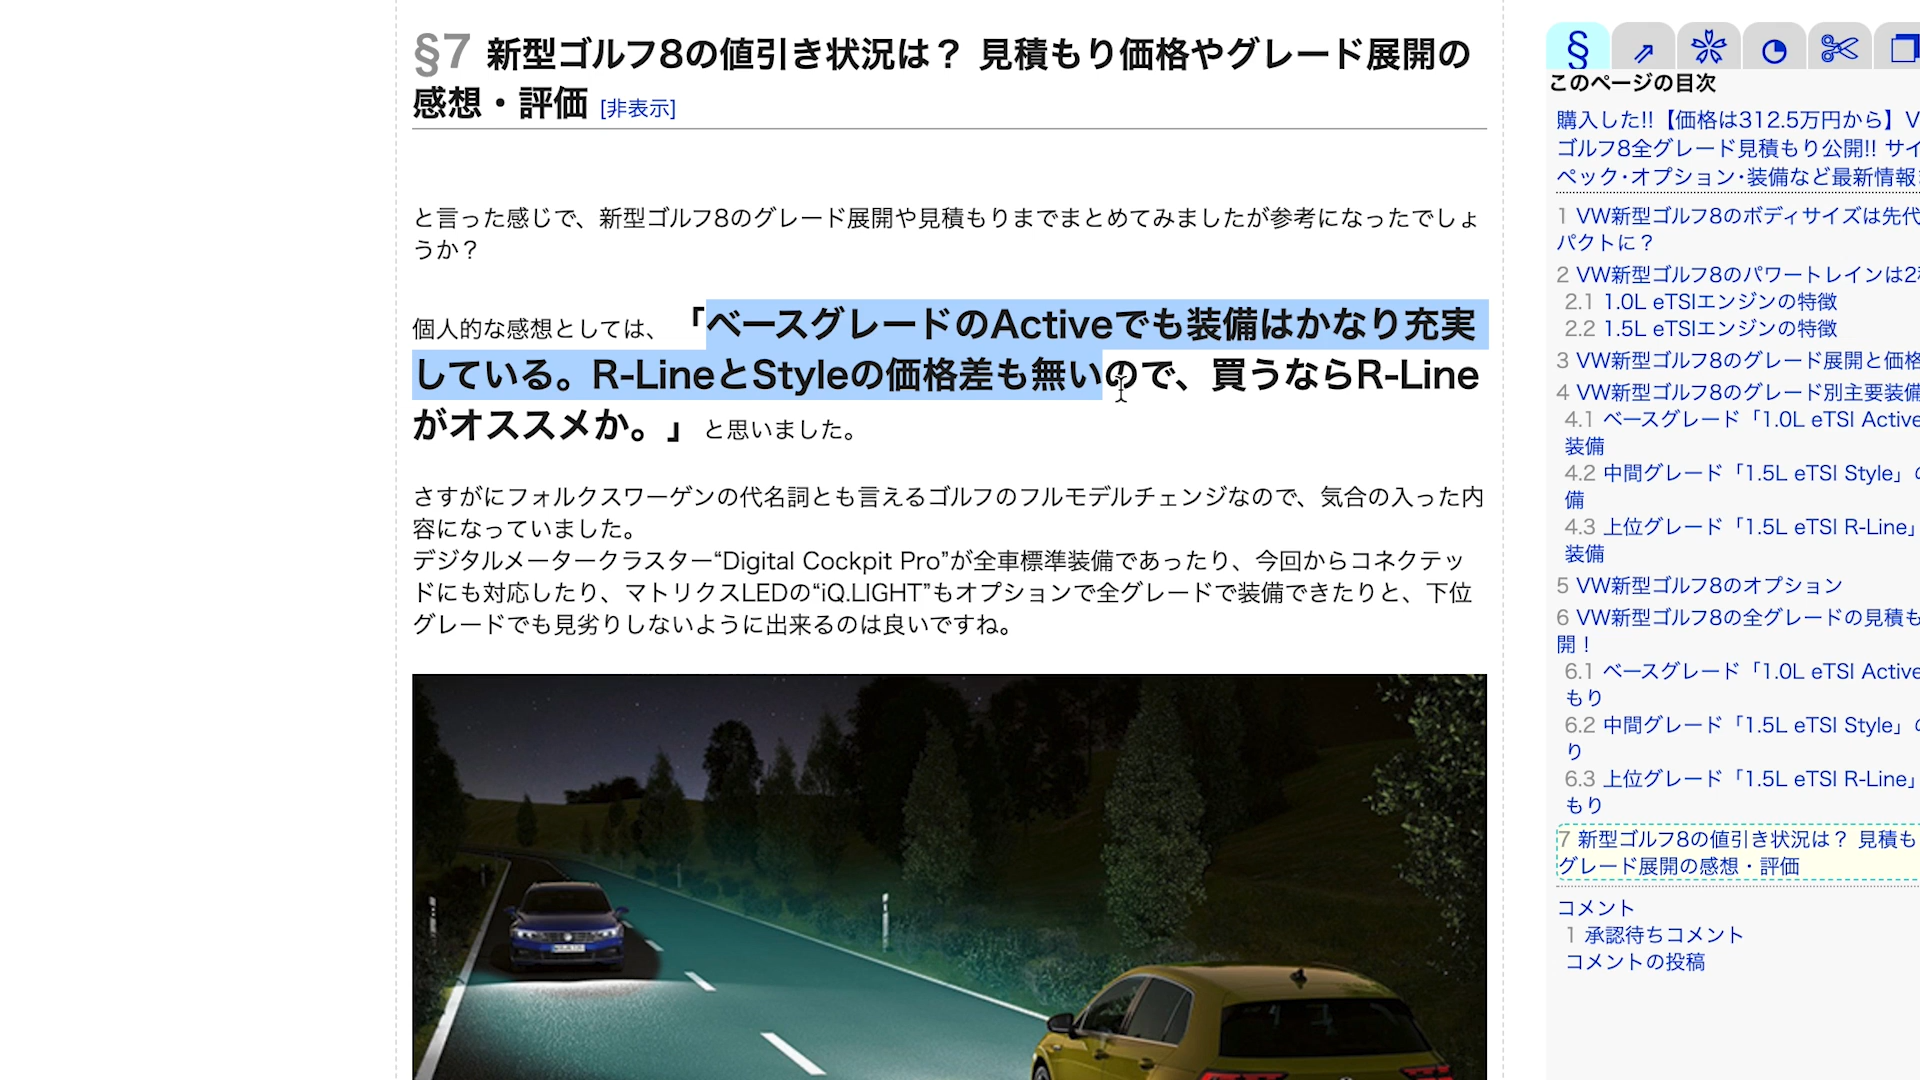 §7 新型ゴルフ8の値引き状況は？ 見積もり価格やグレード展開の
感想・評価 [非表示]
と言った感じで、新型ゴルフ8のグレード展開や見積もりまでまとめてみましたが参考になったでしょ
うか？
個人的な感想としては、「ベースグレードのActiveでも装備はかなり充実
している。R-LineとStyleの価格差も無いので、買うならR-Line
がオススメか。」と思いました。
さすがにフォルクスワーゲンの代名詞とも言えるゴルフのフルモデルチェンジなので、気合の入った内
容になっていました。
デジタルメータークラスター“Digital Cockpit Pro”が全車標準装備であったり、今回からコネクテッ
ドにも対応したり、マトリクスLEDの“iQ.LIGHT”もオプションで全グレードで装備できたりと、下位
グレードでも見劣りしないように出来るのは良いですね。
§
このページの目次
購入した!!【価格は312.5万円から】V
ゴルフ8全グレード見積もり公開!! サイ
ペック･オプション･装備など最新情報
1 VW新型ゴルフ8のボディサイズは先代
パクトに？
2 VW新型ゴルフ8のパワートレインは2
2.1 1.0L eTSIエンジンの特徴
2.2 1.5L eTSIエンジンの特徴
3 VW新型ゴルフ8のグレード展開と価格
4 VW新型ゴルフ8のグレード別主要装備
4.1 ベースグレード「1.0L eTSI Active
装備
4.2 中間グレード「1.5L eTSI Style」
備
4.3 上位グレード「1.5L eTSI R-Line」
装備
5 VW新型ゴルフ8のオプション
6 VW新型ゴルフ8の全グレードの見積も
開！
6.1 ベースグレード「1.0L eTSI Active
もり
6.2 中間グレード「1.5L eTSI Style」
り
6.3 上位グレード「1.5L eTSI R-Line」
もり
7 新型ゴルフ8の値引き状況は？ 見積も
グレード展開の感想・評価
コメント
1 承認待ちコメント
コメントの投稿